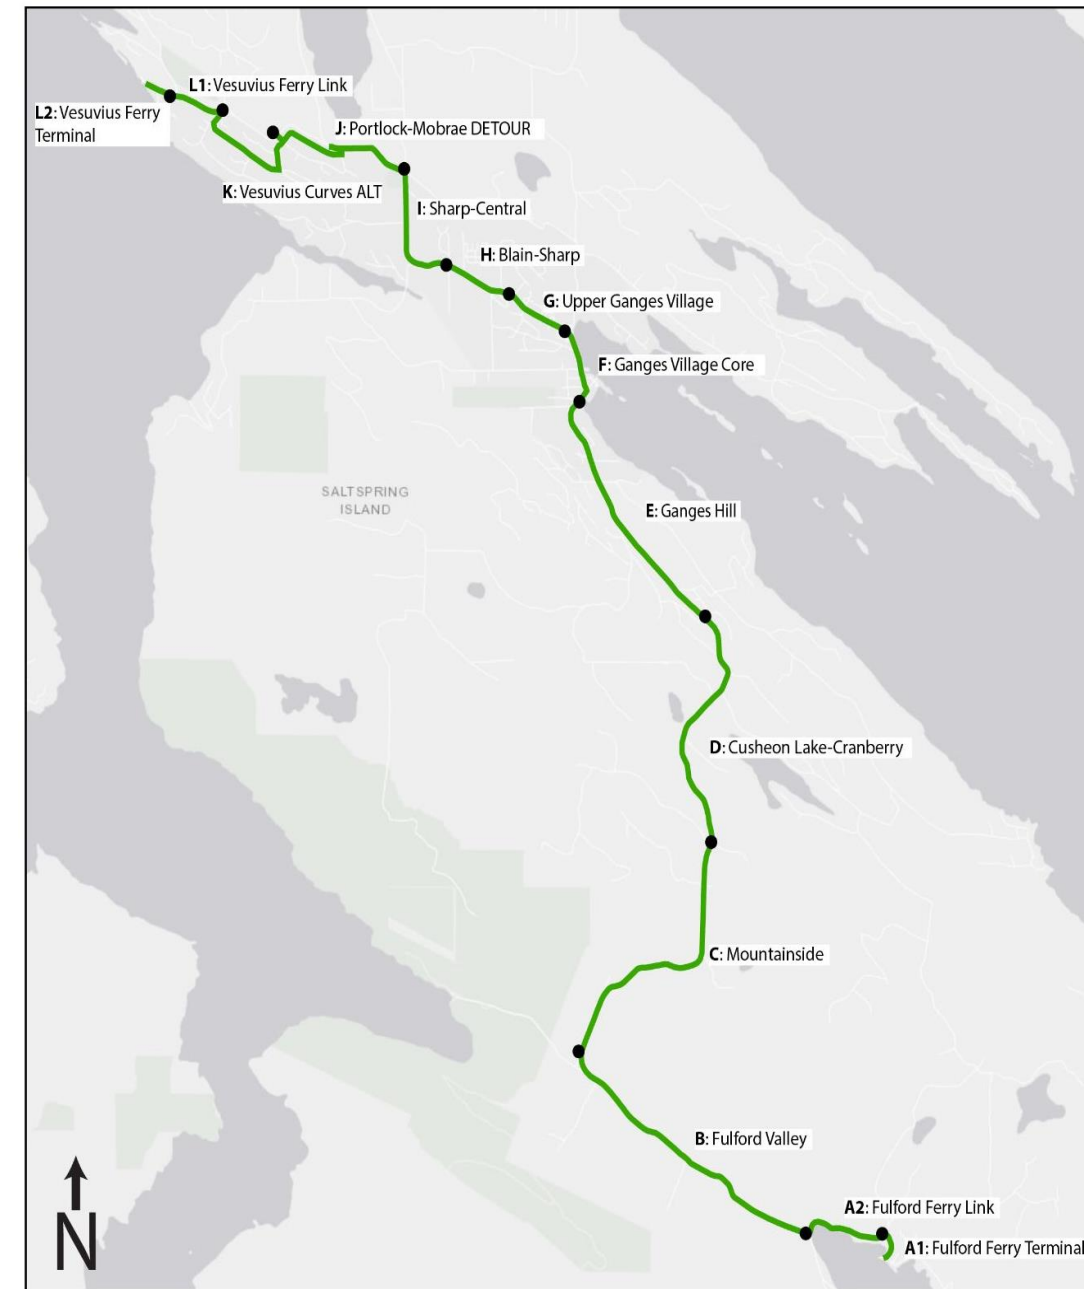 L1: Vesuvius Ferry Link
L2: Vesuvius Ferry
Terminal
J: Portlock-Mobrae DETOUR
K: Vesuvius Curves ALT
I: Sharp-Central
H: Blain-Sharp
G: Upper Ganges Village
F: Ganges Village Core
SALTSPRING
ISLAND
E: Ganges Hill
D: Cusheon Lake-Cranberry
C: Mountainside
B: Fulford Valley
A2: Fulford Ferry Link
A1: Fulford Ferry Terminal
N